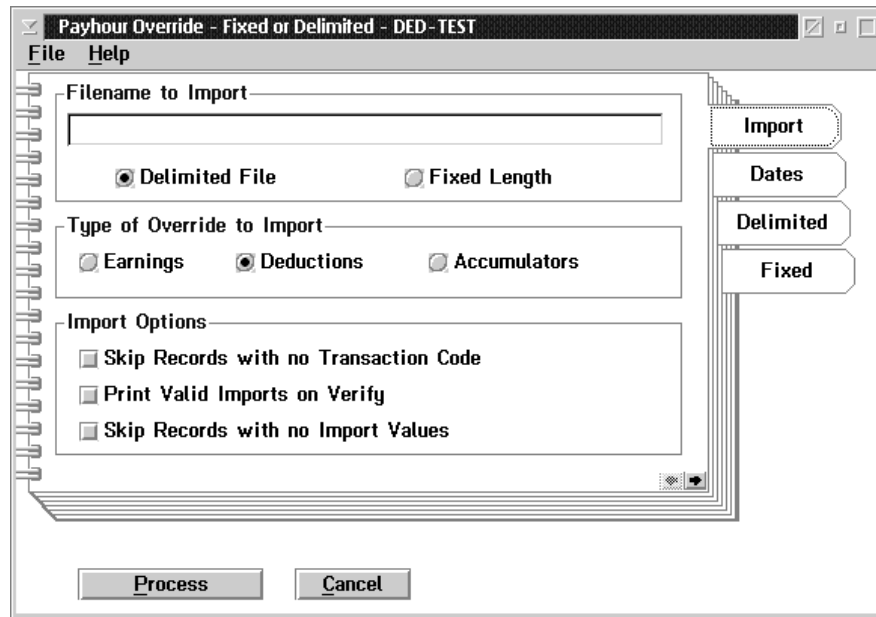 Payhour Override - Fixed or Delimited - DED-TEST
File Help
Filename to Import
Import
Delimited File Fixed Length
Dates
Type of Override to Import
Delimited
Earnings Deductions Accumulators
Fixed
Import Options
Skip Records with no Transaction Code
Print Valid Imports on Verify
Skip Records with no Import Values
Process Cancel